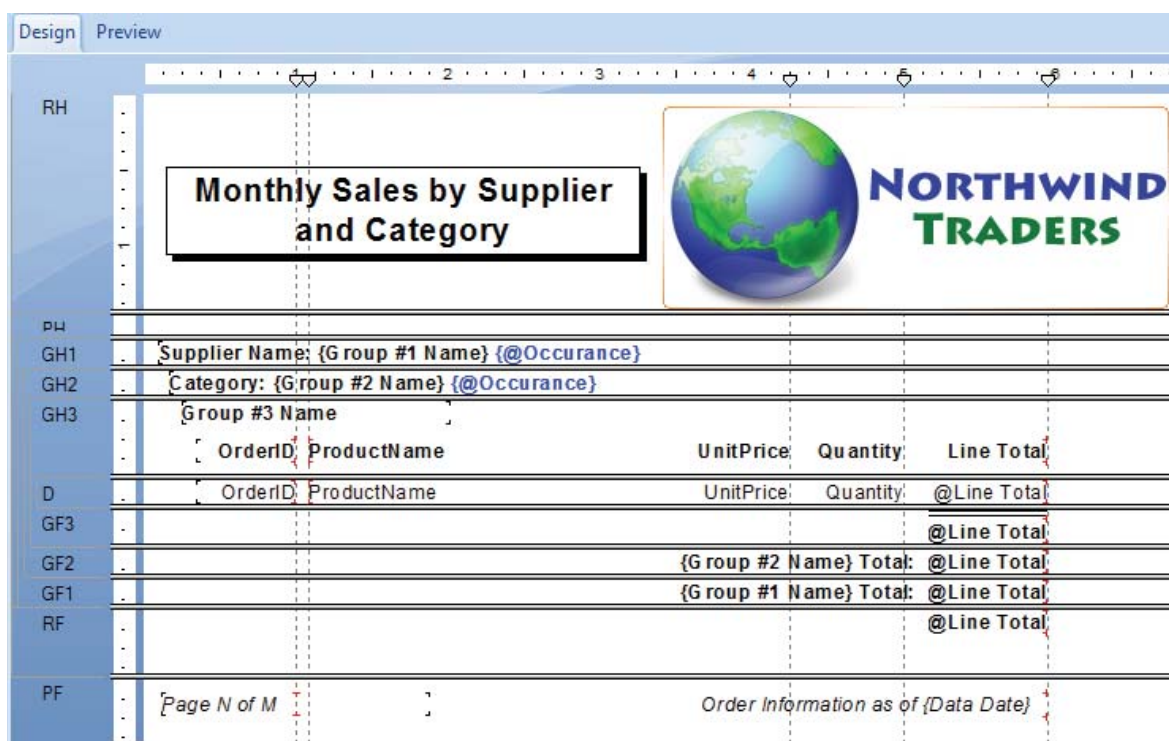 Design Preview
1 2 3 4 5 6
RH
Monthly Sales by Supplier
and Category
NORTHWIND
TRADERS
1
PH
GH1 Supplier Name: {Group #1 Name} {@Occurance}
GH2 Category: {Group #2 Name} {@Occurance}
GH3 Group #3 Name
OrderID ProductName UnitPrice Quantity Line Total
D OrderID ProductName UnitPrice Quantity @Line Total
GF3 @Line Total
GF2 {Group #2 Name} Total: @Line Total
GF1 {Group #1 Name} Total: @Line Total
RF @Line Total
PF Page N of M Order Information as of {Data Date}